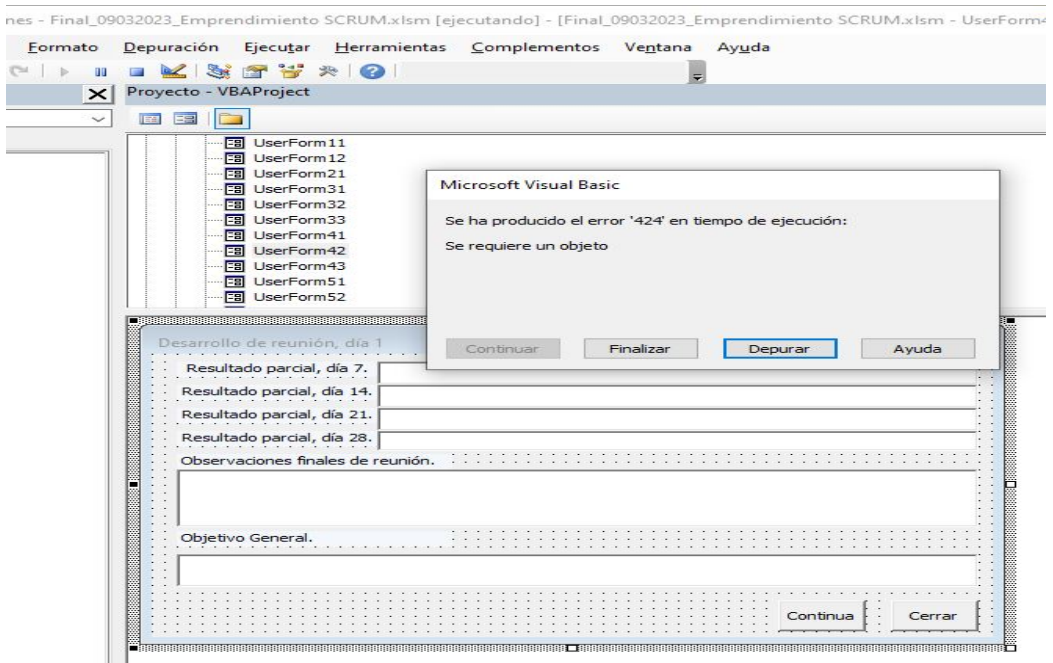 nes - Final_09032023_Emprendimiento SCRUM.xlsm [ejecutando] - [Final_09032023_Emprendimiento SCRUM.xlsm - UserForm4
Formato Depuración Ejecutar Herramientas Complementos Ventana Ayuda
Proyecto - VBAProject
UserForm11
UserForm12
UserForm21
UserForm31
UserForm32
UserForm33
UserForm41
UserForm42
UserForm43
UserForm51
UserForm52
Microsoft Visual Basic
Se ha producido el error '424' en tiempo de ejecución:
Se requiere un objeto
Continuar Finalizar Depurar Ayuda
Desarrollo de reunión, día 1
Resultado parcial, día 7.
Resultado parcial, día 14.
Resultado parcial, día 21.
Resultado parcial, día 28.
Observaciones finales de reunión.
Objetivo General.
Continua Cerrar